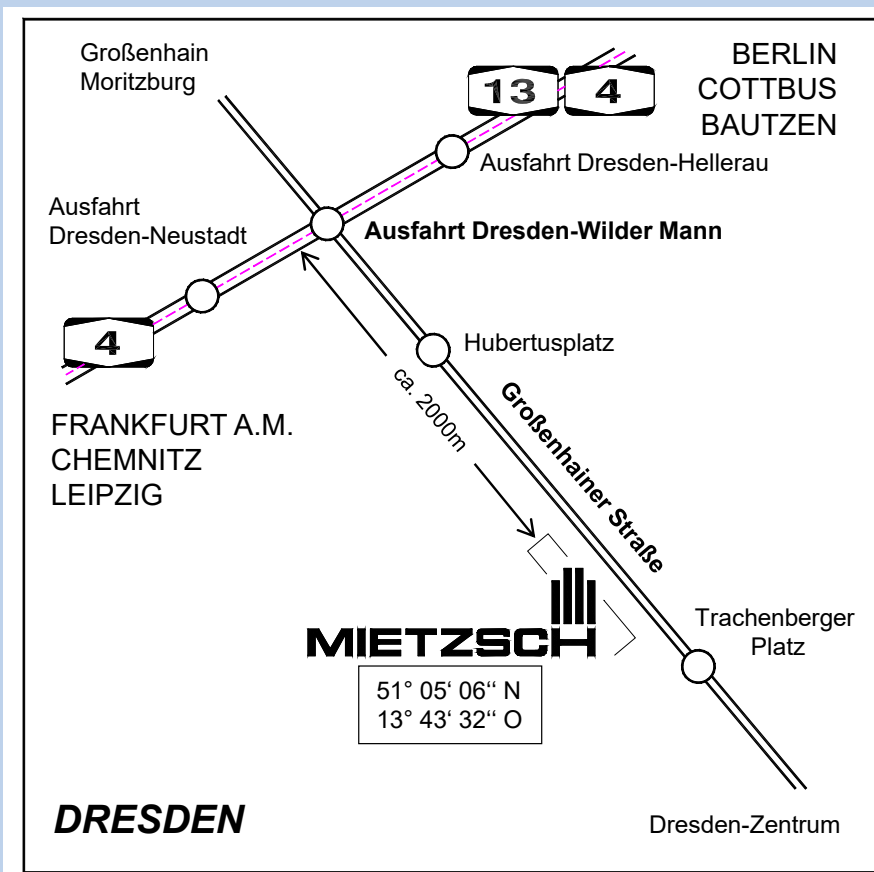 Großenhain
Moritzburg
13
4
BERLIN
COTTBUS
BAUTZEN
Ausfahrt Dresden-Hellerau
Ausfahrt
Dresden-Neustadt
Ausfahrt Dresden-Wilder Mann
4
Hubertusplatz
ca. 2000m
Großenhainer Straße
FRANKFURT A.M.
CHEMNITZ
LEIPZIG
MIETZSCH
Trachenberger
Platz
51° 05‘ 06“ N
13° 43‘ 32“ O
DRESDEN
Dresden-Zentrum